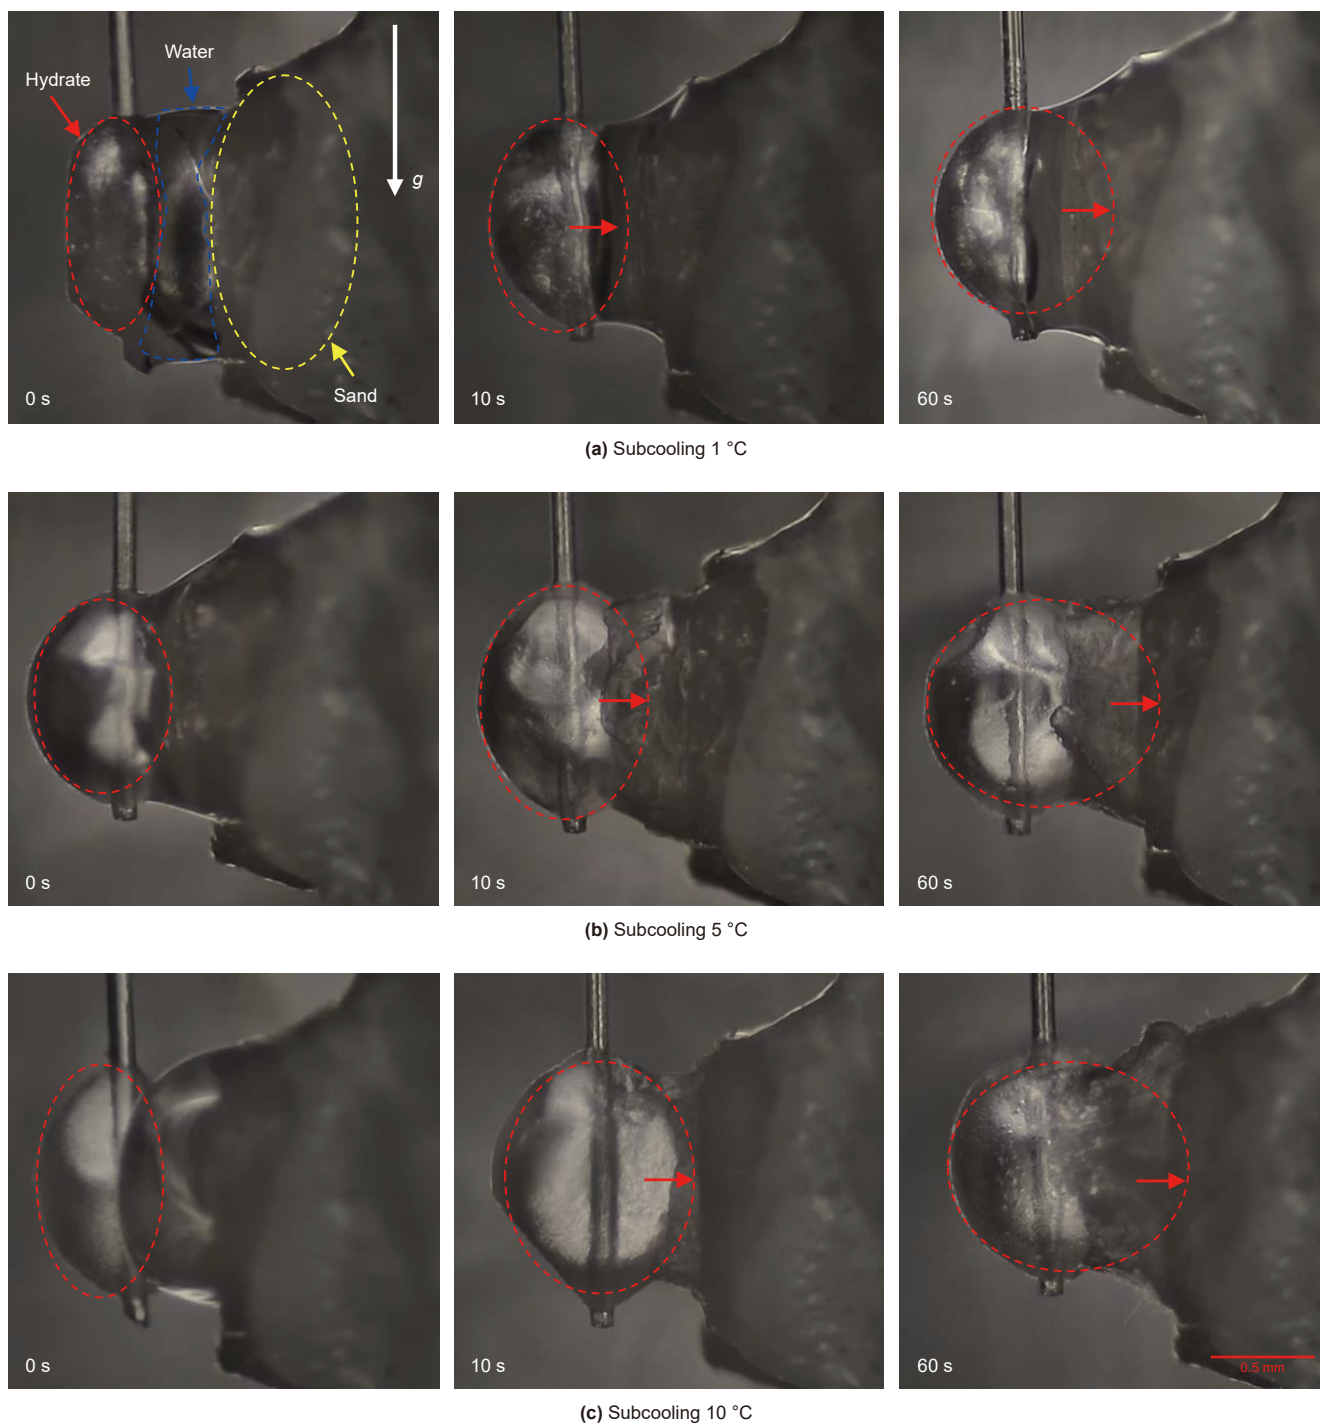 Water
Hydrate
g
Sand
0 s
10 s
60 s
(a) Subcooling 1 °C
0 s
10 s
60 s
(b) Subcooling 5 °C
0 s
10 s
60 s
0.5 mm
(c) Subcooling 10 °C